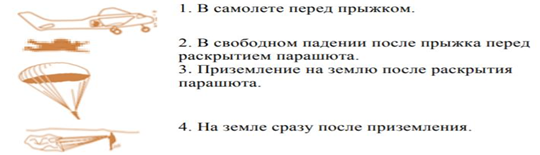 1. В самолете перед прыжком.
2. В свободном падении после прыжка перед
раскрытием парашюта.
3. Приземление на землю после раскрытия
парашюта.
4. На земле сразу после приземления.